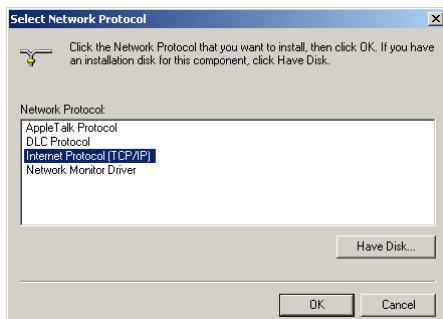 Select Network Protocol
Click the Network Protocol that you want to install, then click OK. If you have
an installation disk for this component, click Have Disk.
Network Protocol:
AppleTalk Protocol
DLC Protocol
Internet Protocol (TCP/IP)
Network Monitor Driver
Have Disk...
OK
Cancel